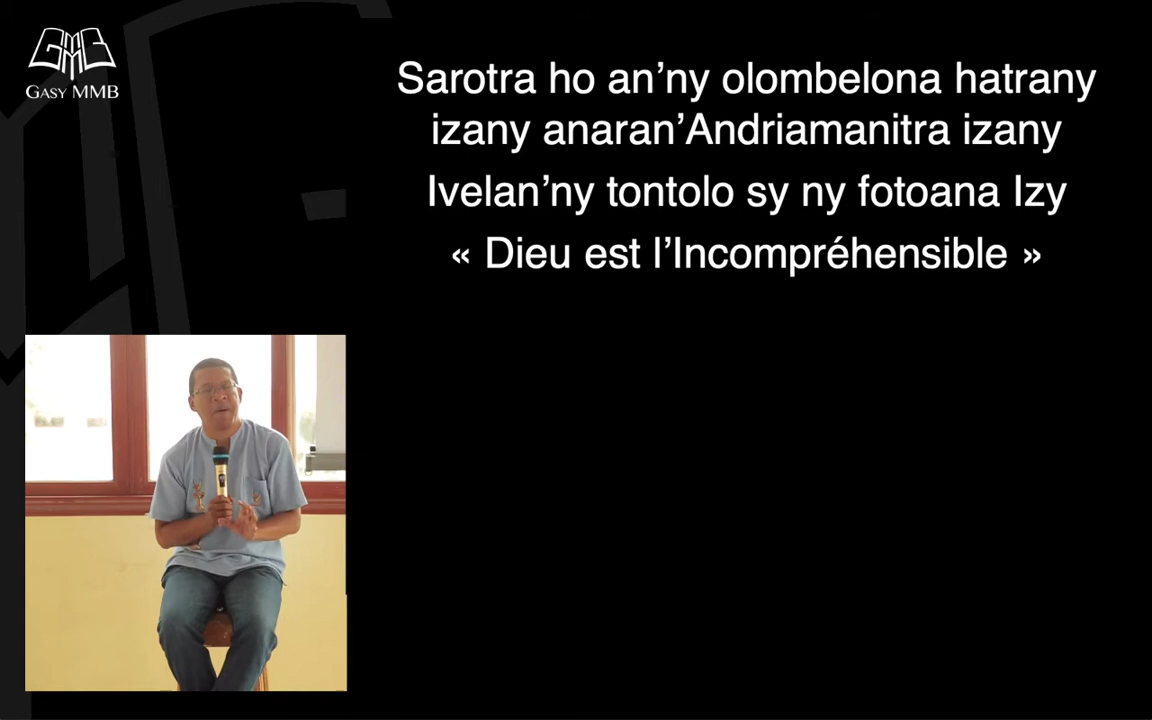 GMMB
GASY MMB
Sarotra ho an’ny olombelona hatrany
izany anaran’Andriamanitra izany
Ivelan’ny tontolo sy ny fotoana Izy
« Dieu est l’Incompréhensible »